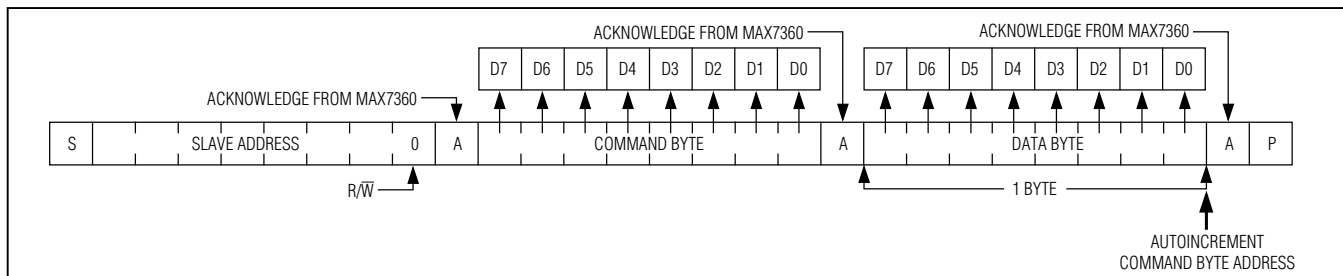 ACKNOWLEDGE FROM MAX7360 ACKNOWLEDGE FROM MAX7360
D7 D6 D5 D4 D3 D2 D1 D0 D7 D6 D5 D4 D3 D2 D1 D0
ACKNOWLEDGE FROM MAX7360
S SLAVE ADDRESS 0 A COMMAND BYTE A DATA BYTE A P
R/W̅ 1 BYTE
AUTOINCREMENT
COMMAND BYTE ADDRESS